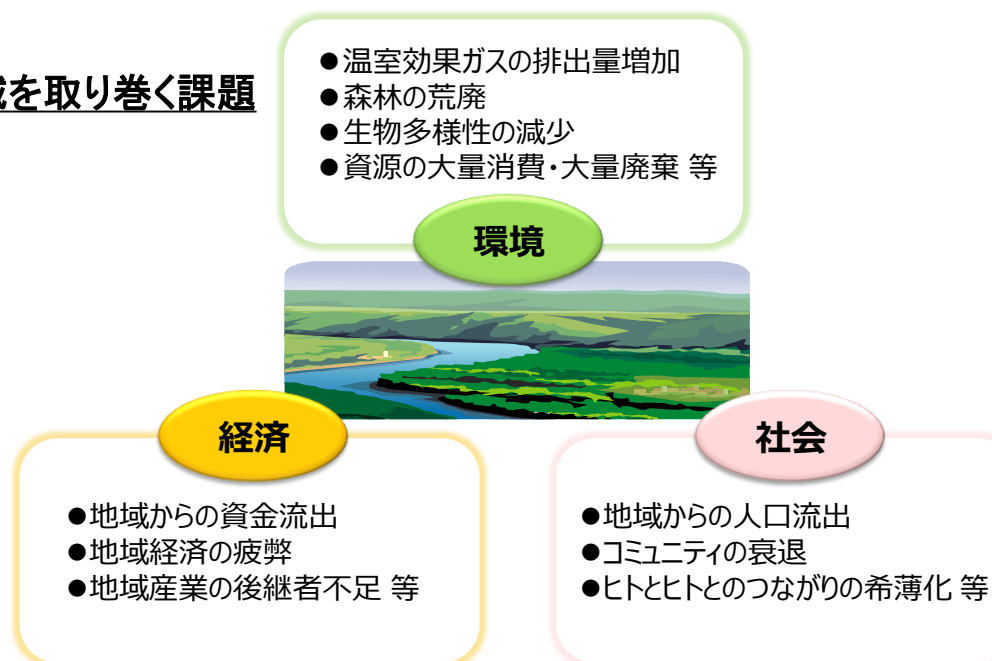 域を取り巻く課題
●温室効果ガスの排出量増加
●森林の荒廃
●生物多様性の減少
●資源の大量消費・大量廃棄 等
環境
経済
●地域からの資金流出
●地域経済の疲弊
●地域産業の後継者不足 等
社会
●地域からの人口流出
●コミュニティの衰退
●ヒトとヒトとのつながりの希薄化 等